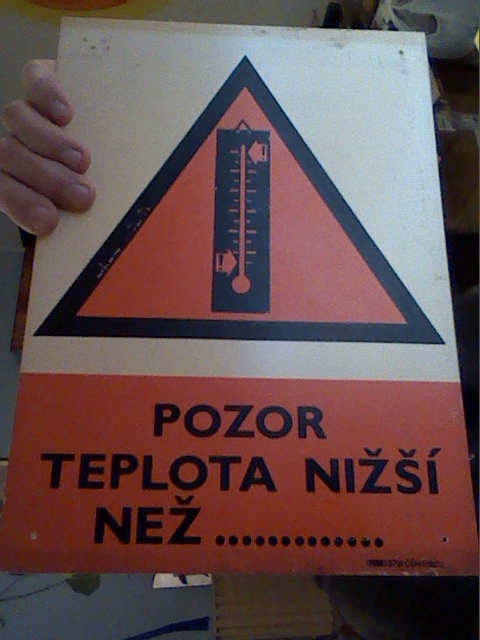 POZOR
TEPLOTA NIŽŠÍ
NEŽ .............